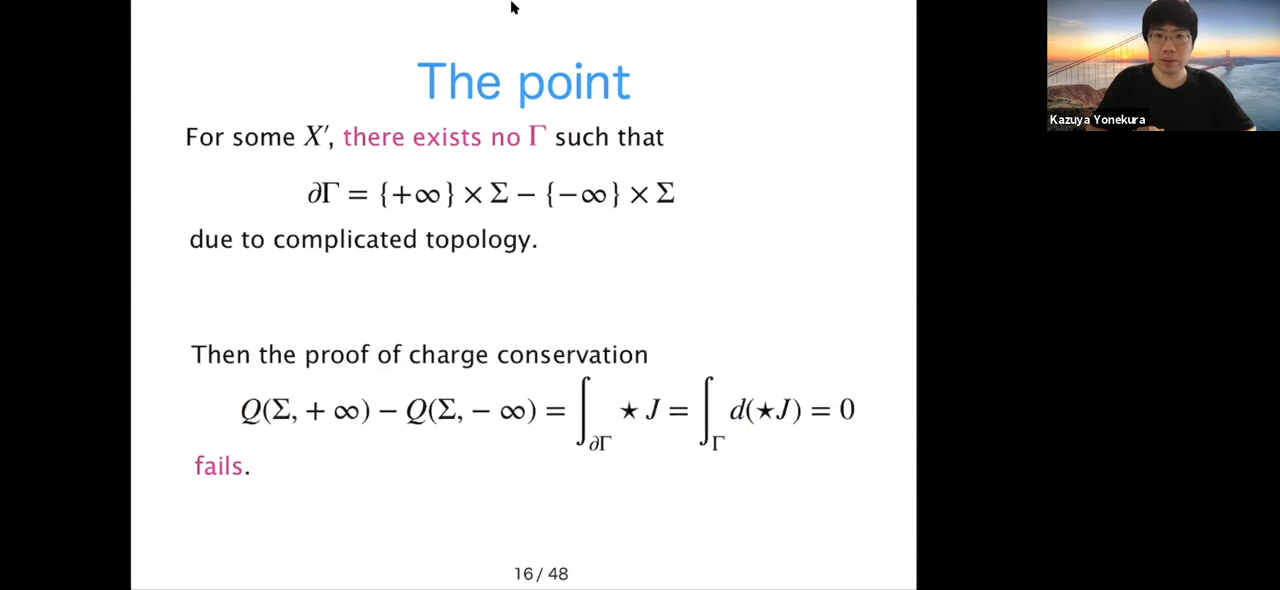 The point
For some X′, there exists no Γ such that
∂Γ = {+∞} × Σ − {−∞} × Σ
due to complicated topology.
Then the proof of charge conservation
Q(Σ, + ∞) − Q(Σ, − ∞) = ∫_∂Γ ⋆ J = ∫_Γ d(⋆J) = 0
fails.
16 / 48
Kazuya Yonekura